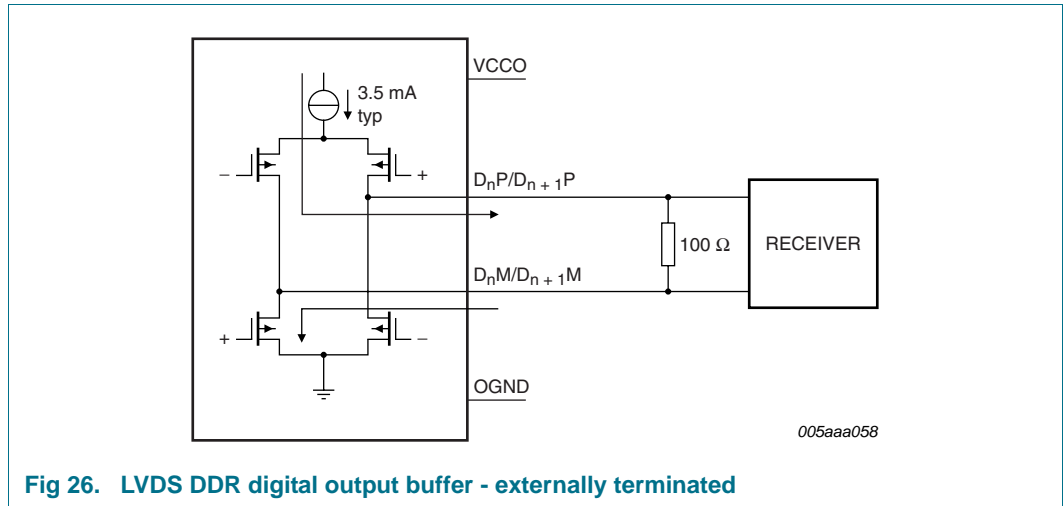 VCCO
3.5 mA
typ
−
+
DnP/Dn + 1P
100 Ω
RECEIVER
DnM/Dn + 1M
+
−
OGND
005aaa058
Fig 26. LVDS DDR digital output buffer - externally terminated